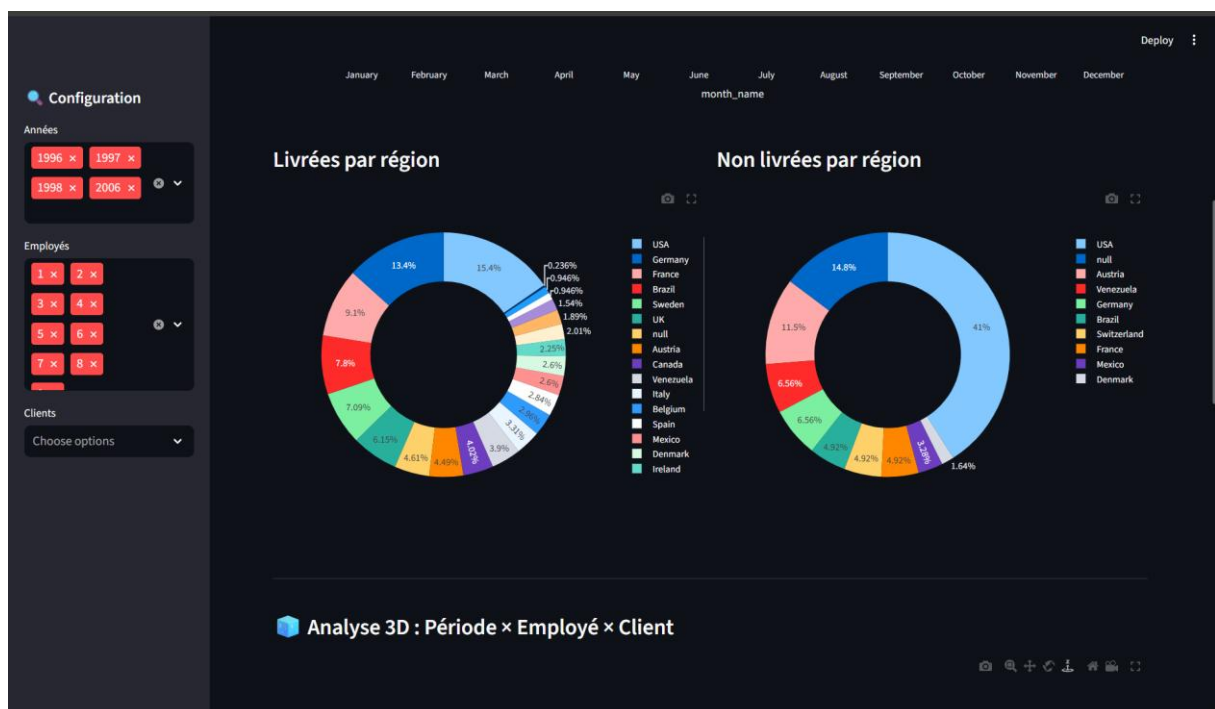 Deploy
January February March April May June July August September October November December
month_name
Configuration
Années
1996 × 1997 ×
1998 × 2006 ×
Employés
1 × 2 ×
3 × 4 ×
5 × 6 ×
7 × 8 ×
Clients
Choose options
Livrées par région
15.4%
13.4%
9.1%
7.8%
7.09%
6.15%
4.61%
4.49%
4.02%
3.9%
3.31%
2.96%
2.84%
2.6%
2.6%
2.25%
2.01%
1.89%
1.54%
0.946%
0.946%
0.236%
USA
Germany
France
Brazil
Sweden
UK
null
Austria
Canada
Venezuela
Italy
Belgium
Spain
Mexico
Denmark
Ireland
Non livrées par région
41%
14.8%
11.5%
6.56%
6.56%
4.92%
4.92%
4.92%
3.28%
1.64%
USA
null
Austria
Venezuela
Germany
Brazil
Switzerland
France
Mexico
Denmark
Analyse 3D : Période × Employé × Client